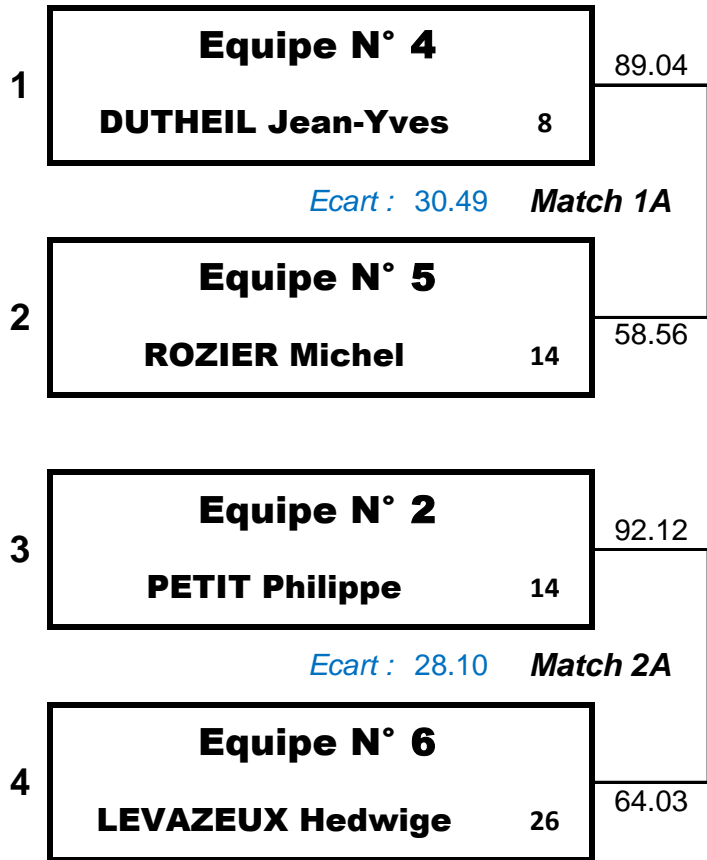 Equipe N° 4
89.04
1
DUTHEIL Jean-Yves 8
Ecart : 30.49 Match 1A
Equipe N° 5
2
58.56
ROZIER Michel 14
Equipe N° 2
92.12
3
PETIT Philippe 14
Ecart : 28.10 Match 2A
Equipe N° 6
4
64.03
LEVAZEUX Hedwige 26